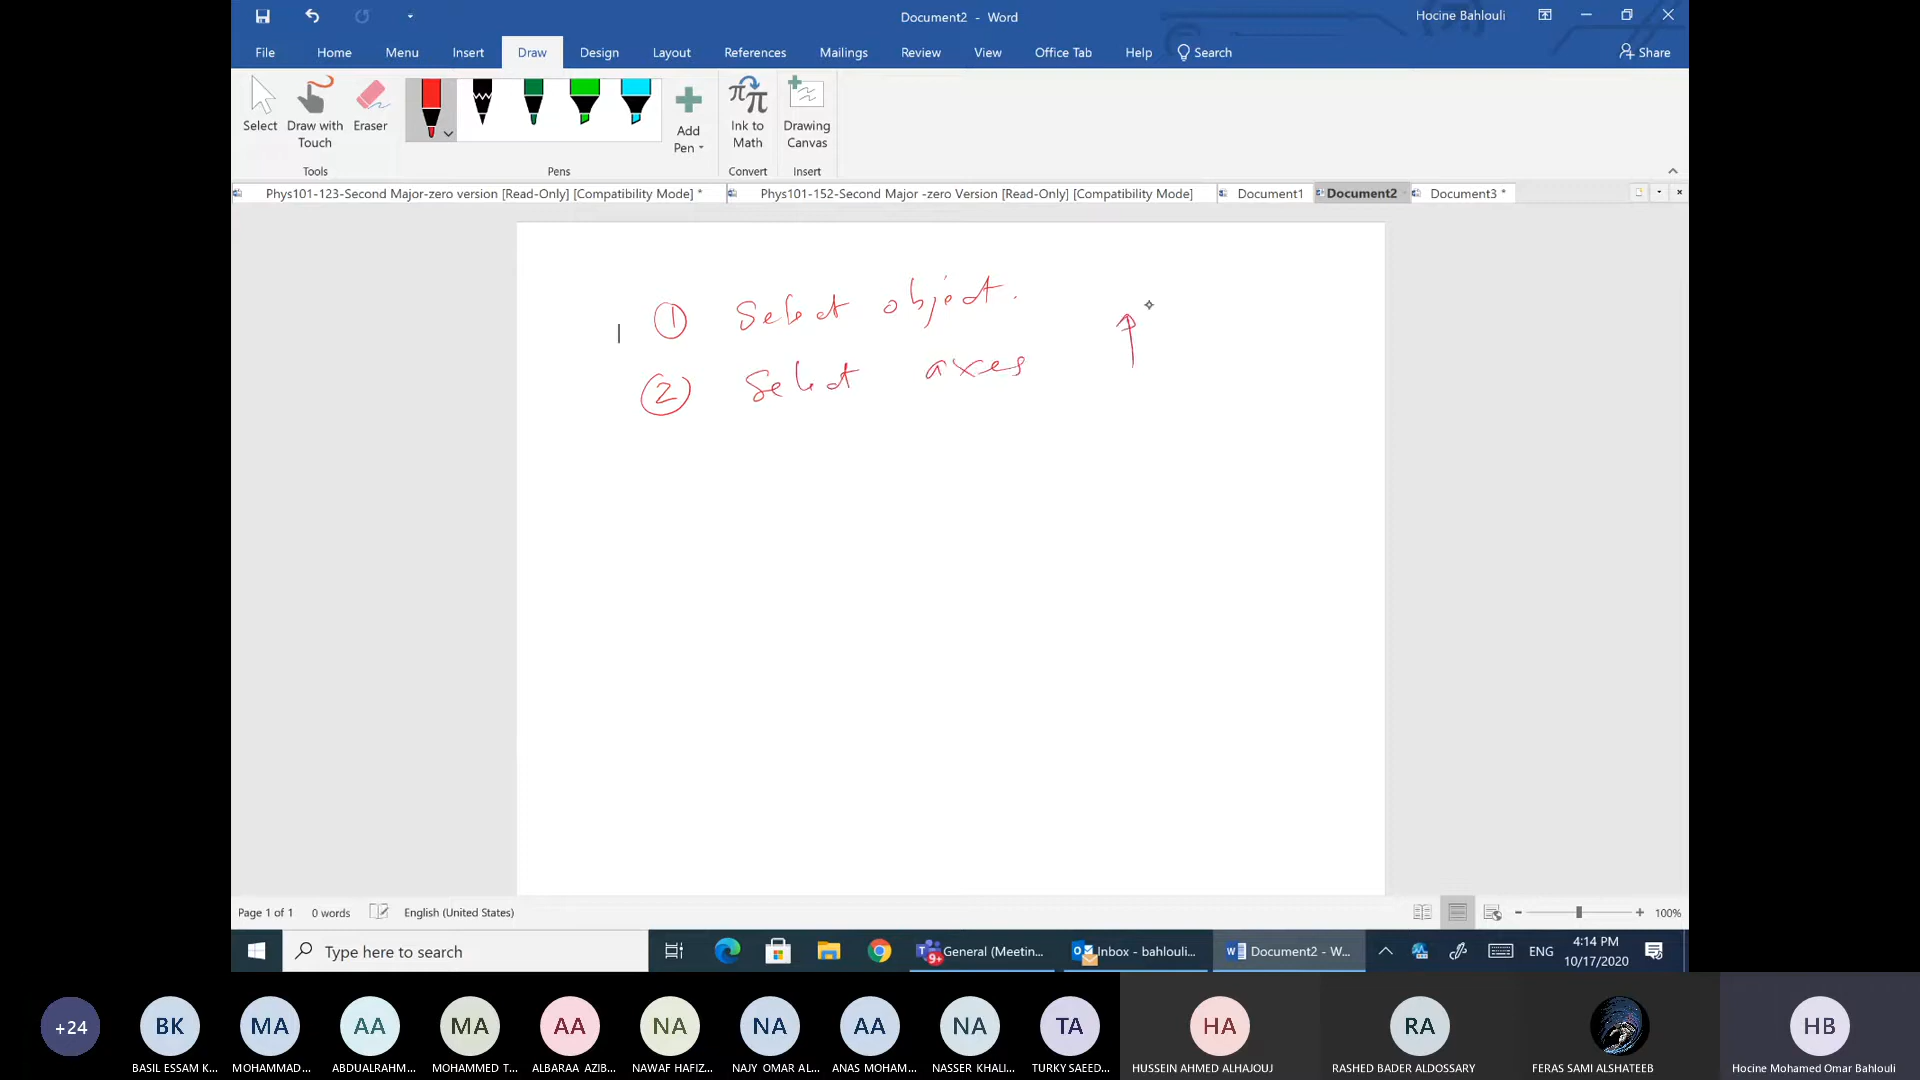 Document2 - Word
Hocine Bahlouli
File Home Menu Insert Draw Design Layout References Mailings Review View Office Tab Help Search Share
Select Draw with Touch Eraser Add Pen Ink to Math Drawing Canvas
Tools Pens Convert Insert
Phys101-123-Second Major-zero version [Read-Only] [Compatibility Mode] * Phys101-152-Second Major -zero Version [Read-Only] [Compatibility Mode] Document1 Document2 Document3 *
① Select object.
② Select axes
Page 1 of 1 0 words English (United States) 100%
Type here to search General (Meetin... Inbox - bahlouli... Document2 - W... ENG 4:14 PM
10/17/2020
9+
+24 BK MA AA MA AA NA NA AA NA TA HA RA HB
BASIL ESSAM K... MOHAMMAD... ABDUALRAHM... MOHAMMED T... ALBARAA AZIB... NAWAF HAFIZ... NAJY OMAR AL... ANAS MOHAM... NASSER KHALI... TURKY SAEED... HUSSEIN AHMED ALHAJOUJ RASHED BADER ALDOSSARY FERAS SAMI ALSHATEEB Hocine Mohamed Omar Bahlouli